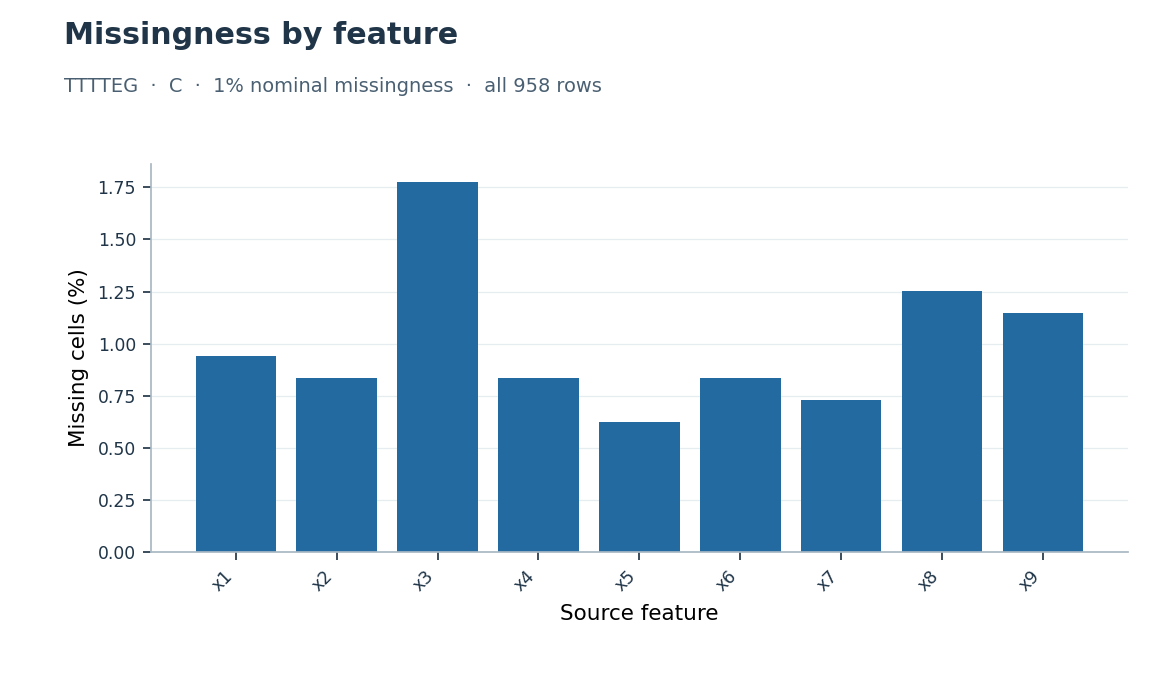 Missingness by feature
TTTTEG · C · 1% nominal missingness · all 958 rows
Missing cells (%)
1.75
1.50
1.25
1.00
0.75
0.50
0.25
0.00
x1 x2 x3 x4 x5 x6 x7 x8 x9
Source feature